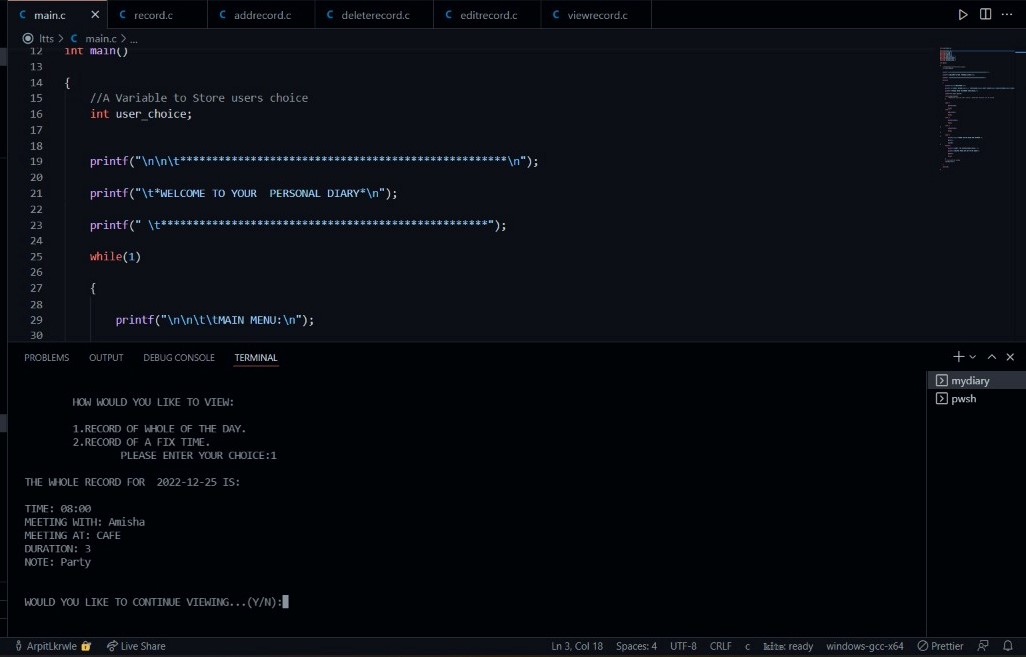 main.c
record.c
addrecord.c
deleterecord.c
editrecord.c
viewrecord.c
ltts > C main.c > ...
12 int main()
13
14 {
15 //A Variable to Store users choice
16 int user_choice;
17
18
19 printf("\n\n\t***************************************************\n");
20
21 printf("\t*WELCOME TO YOUR  PERSONAL DIARY*\n");
22
23 printf(" \t***************************************************");
24
25 while(1)
26
27 {
28
29 printf("\n\n\t\tMAIN MENU:\n");
30
PROBLEMS OUTPUT DEBUG CONSOLE TERMINAL
mydiary
pwsh
HOW WOULD YOU LIKE TO VIEW:
1.RECORD OF WHOLE OF THE DAY.
2.RECORD OF A FIX TIME.
PLEASE ENTER YOUR CHOICE:1
THE WHOLE RECORD FOR  2022-12-25 IS:
TIME: 08:00
MEETING WITH: Amisha
MEETING AT: CAFE
DURATION: 3
NOTE: Party
WOULD YOU LIKE TO CONTINUE VIEWING...(Y/N):
ArpitLkrwle Live Share Ln 3, Col 18 Spaces: 4 UTF-8 CRLF C kite: ready windows-gcc-x64 Prettier